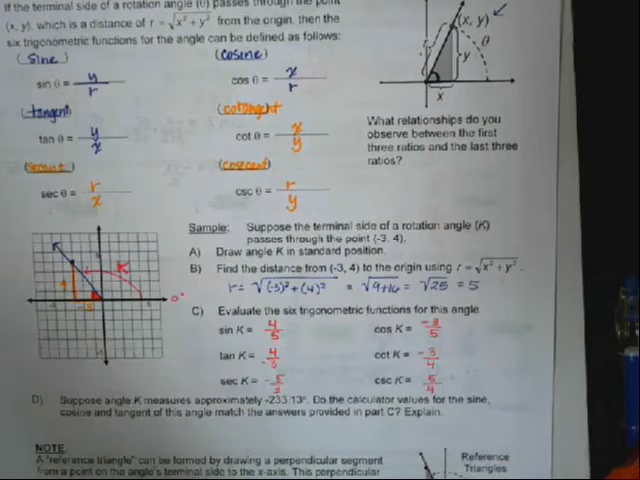 If the terminal side of a rotation angle (θ) passes through the point
(x, y), which is a distance of r = √x² + y² from the origin, then the
six trigonometric functions for the angle can be defined as follows:
(x, y)
θ
y
x
(sine) (cosine)
sin θ = y/r cos θ = x/r
(tangent) (cotangent)
tan θ = y/x cot θ = x/y
(secant) (cosecant)
sec θ = r/x csc θ = r/y
What relationships do you
observe between the first
three ratios and the last three
ratios?
Sample: Suppose the terminal side of a rotation angle (K)
passes through the point (-3, 4).
A) Draw angle K in standard position.
B) Find the distance from (-3, 4) to the origin using r = √x² + y².
r = √(-3)² + (4)² = √9+16 = √25 = 5
K
4
-3
0°
C) Evaluate the six trigonometric functions for this angle
sin K = 4/5 cos K = -3/5
tan K = 4/-3 cot K = -3/4
sec K = -5/3 csc K = 5/4
D) Suppose angle K measures approximately -233.13°. Do the calculator values for the sine,
cosine and tangent of this angle match the answers provided in part C? Explain.
NOTE
A "reference triangle" can be formed by drawing a perpendicular segment
from a point on the angle's terminal side to the x-axis. This perpendicular
Reference
Triangles